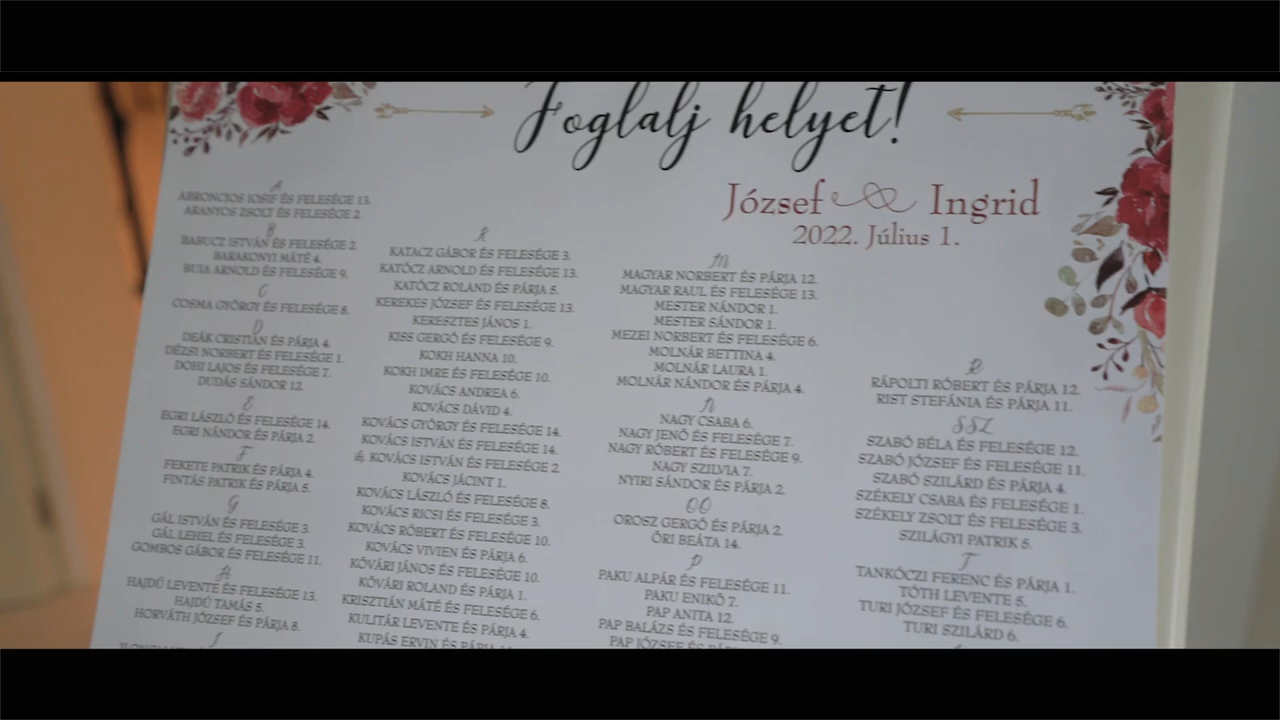 Foglalj helyet!
József & Ingrid
2022. Július 1.
A
ABRONCIOS IOSIF ÉS FELESÉGE 13.
ARANYOS ZSOLT ÉS FELESÉGE 2.
B
BABUCZ ISTVÁN ÉS FELESÉGE 2.
BARAKONYI MÁTÉ 4.
BUTA ARNOLD ÉS FELESÉGE 9.
C
COSMA GYÖRGY ÉS FELESÉGE 8.
D
DEÁK CRISTIÁN ÉS PÁRJA 4.
DÉZSI NORBERT ÉS FELESÉGE 1.
DOHI LAJOS ÉS FELESÉGE 7.
DUDÁS SÁNDOR 12.
E
EGRI LÁSZLÓ ÉS FELESÉGE 14.
EGRI NÁNDOR ÉS PÁRJA 2.
F
FEKETE PATRIK ÉS PÁRJA 4.
FINTÁS PATRIK ÉS PÁRJA 5.
G
GÁL ISTVÁN ÉS FELESÉGE 3.
GÁL LEHEL ÉS FELESÉGE 3.
GOMBOS GÁBOR ÉS FELESÉGE 11.
H
HAJDÚ LEVENTE ÉS FELESÉGE 13.
HAJDÚ TAMÁS 5.
HORVÁTH JÓZSEF ÉS PÁRJA 8.
I
K
KATACZ GÁBOR ÉS FELESÉGE 3.
KATÓCZ ARNOLD ÉS FELESÉGE 13.
KATÓCZ ROLAND ÉS PÁRJA 5.
KEREKES JÓZSEF ÉS FELESÉGE 13.
KERESZTES JÁNOS 1.
KISS GERGŐ ÉS FELESÉGE 9.
KOKH HANNA 10.
KOKH IMRE ÉS FELESÉGE 10.
KOVÁCS ANDREA 6.
KOVÁCS DÁVID 4.
KOVÁCS GYÖRGY ÉS FELESÉGE 14.
KOVÁCS ISTVÁN ÉS FELESÉGE 14.
KOVÁCS ISTVÁN ÉS FELESÉGE 2.
KOVÁCS JÁCINT 1.
KOVÁCS LÁSZLÓ ÉS FELESÉGE 8.
KOVÁCS RICSI ÉS FELESÉGE 3.
KOVÁCS RÓBERT ÉS FELESÉGE 10.
KOVÁCS VIVIEN ÉS PÁRJA 6.
KŐVÁRI JÁNOS ÉS FELESÉGE 10.
KŐVÁRI ROLAND ÉS PÁRJA 1.
KRISZTIÁN MÁTÉ ÉS FELESÉGE 6.
KULITÁR LEVENTE ÉS PÁRJA 4.
KUPÁS ERVIN ÉS PÁRJA
M
MAGYAR NORBERT ÉS PÁRJA 12.
MAGYAR RAUL ÉS FELESÉGE 13.
MESTER NÁNDOR 1.
MESTER SÁNDOR 1.
MEZEI NORBERT ÉS FELESÉGE 6.
MOLNÁR BETTINA 4.
MOLNÁR LAURA 1.
MOLNÁR NÁNDOR ÉS PÁRJA 4.
N
NAGY CSABA 6.
NAGY JENŐ ÉS FELESÉGE 7.
NAGY RÓBERT ÉS FELESÉGE 9.
NAGY SZILVIA 7.
NYIRI SÁNDOR ÉS PÁRJA 2.
OÖ
OROSZ GERGŐ ÉS PÁRJA 2.
ŐRI BEÁTA 14.
P
PAKU ALPÁR ÉS FELESÉGE 11.
PAKU ENIKŐ 7.
PAP ANITA 12.
PAP BALÁZS ÉS FELESÉGE 9.
PAP JÓZSEF ÉS
R
RÁPOLTI RÓBERT ÉS PÁRJA 12.
RIST STEFÁNIA ÉS PÁRJA 11.
SSZ
SZABÓ BÉLA ÉS FELESÉGE 12.
SZABÓ JÓZSEF ÉS FELESÉGE 11.
SZABÓ SZILÁRD ÉS PÁRJA 4.
SZÉKELY CSABA ÉS FELESÉGE 1.
SZÉKELY ZSOLT ÉS FELESÉGE 3.
SZILÁGYI PATRIK 5.
T
TANKÓCZI FERENC ÉS PÁRJA 1.
TÓTH LEVENTE 5.
TURI JÓZSEF ÉS FELESÉGE 6.
TURI SZILÁRD 6.